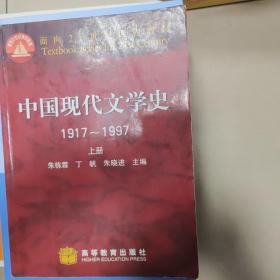 面向21世纪课程教材
Textbook Series for 21st Century
中国现代文学史
1917~1997
上册
朱栋霖 丁帆 朱晓进 主编
高等教育出版社
HIGHER EDUCATION PRESS